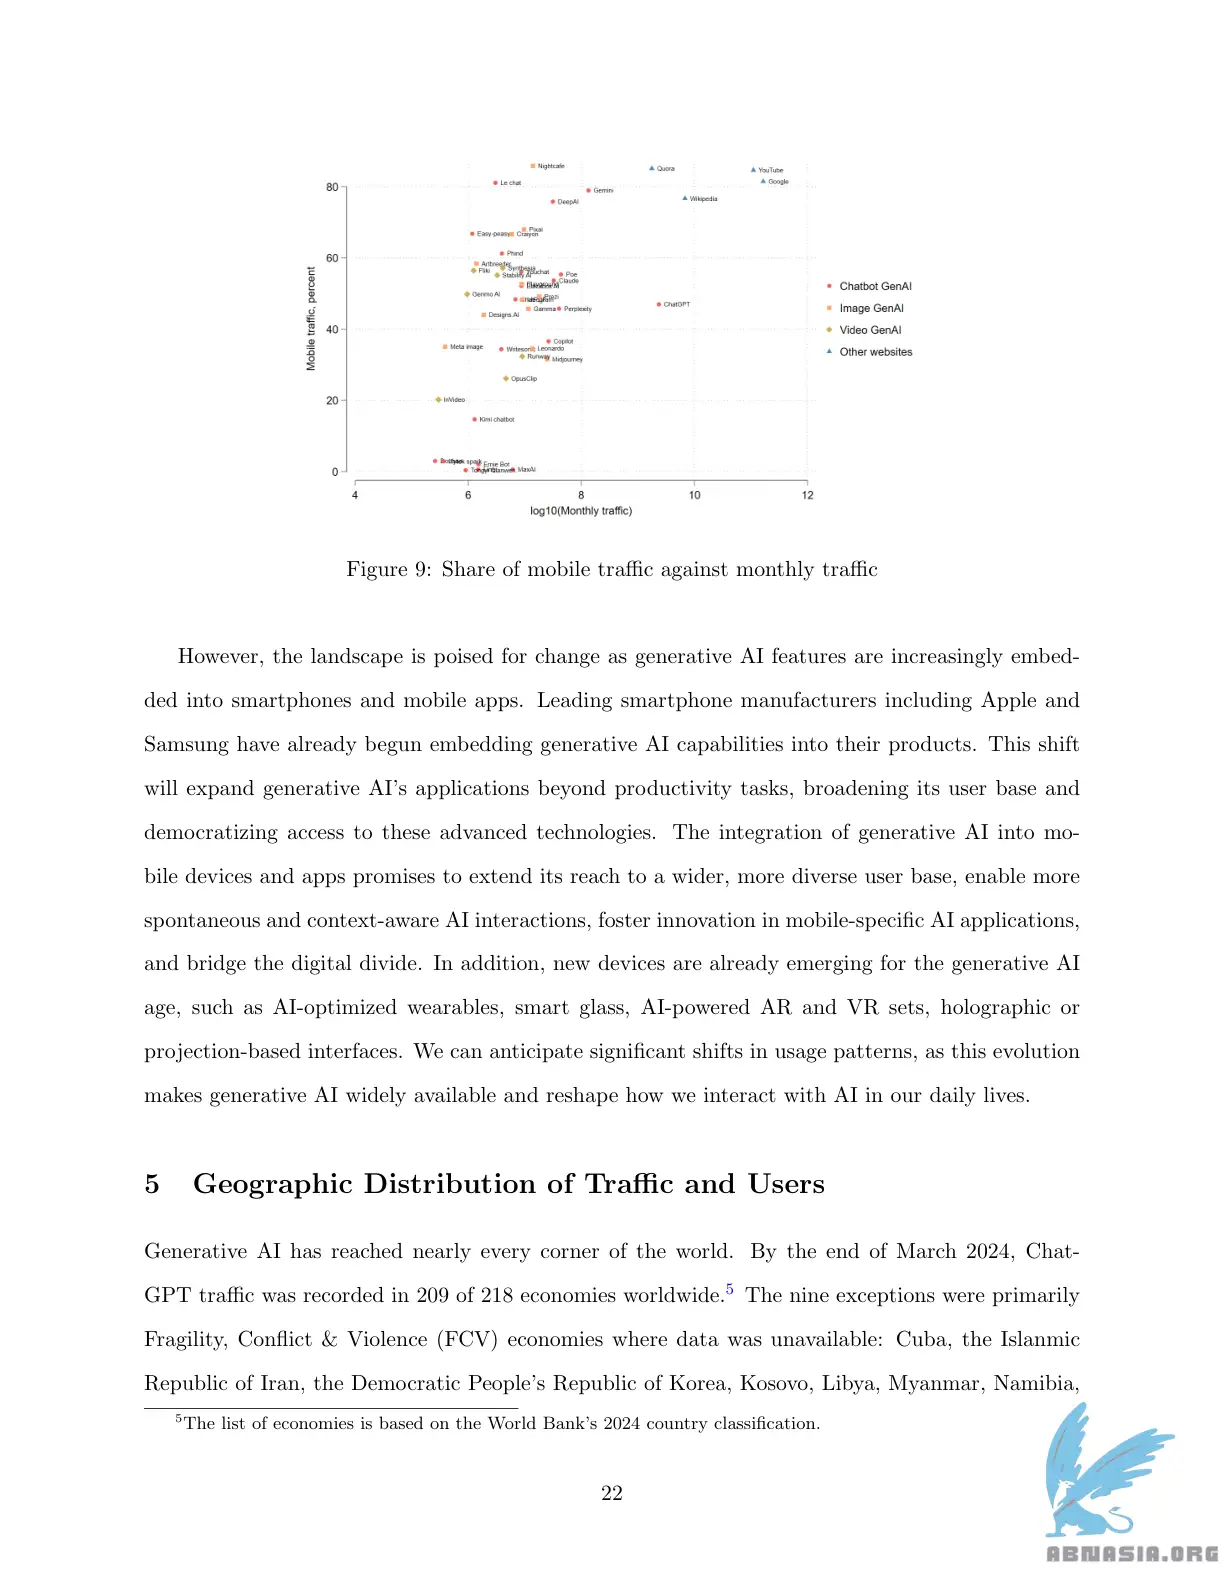 Nightcafe
Quora
YouTube
Google
80
Le chat
Gemini
DeepAI
Wikipedia
Pixai
Easy-peasy
Craiyon
60
Phind
Artbreeder
Fliki
Synthesia
Youchat
Stability AI
Poe
Claude
Genmo AI
Prezi
ChatGPT
Gamma
Perplexity
Designs.AI
40
Copilot
Meta image
Writesonic
Leonardo
Runway
Midjourney
OpusClip
20
InVideo
Kimi chatbot
Ernie Bot
MaxAI
0
4
6
8
10
12
log10(Monthly traffic)
Mobile traffic, percent
Chatbot GenAI
Image GenAI
Video GenAI
Other websites
Figure 9: Share of mobile traffic against monthly traffic
However, the landscape is poised for change as generative AI features are increasingly embed-
ded into smartphones and mobile apps. Leading smartphone manufacturers including Apple and
Samsung have already begun embedding generative AI capabilities into their products. This shift
will expand generative AI's applications beyond productivity tasks, broadening its user base and
democratizing access to these advanced technologies. The integration of generative AI into mo-
bile devices and apps promises to extend its reach to a wider, more diverse user base, enable more
spontaneous and context-aware AI interactions, foster innovation in mobile-specific AI applications,
and bridge the digital divide. In addition, new devices are already emerging for the generative AI
age, such as AI-optimized wearables, smart glass, AI-powered AR and VR sets, holographic or
projection-based interfaces. We can anticipate significant shifts in usage patterns, as this evolution
makes generative AI widely available and reshape how we interact with AI in our daily lives.
5 Geographic Distribution of Traffic and Users
Generative AI has reached nearly every corner of the world. By the end of March 2024, Chat-
GPT traffic was recorded in 209 of 218 economies worldwide.5 The nine exceptions were primarily
Fragility, Conflict & Violence (FCV) economies where data was unavailable: Cuba, the Islanmic
Republic of Iran, the Democratic People's Republic of Korea, Kosovo, Libya, Myanmar, Namibia,
5The list of economies is based on the World Bank's 2024 country classification.
22
ABNASIA.ORG